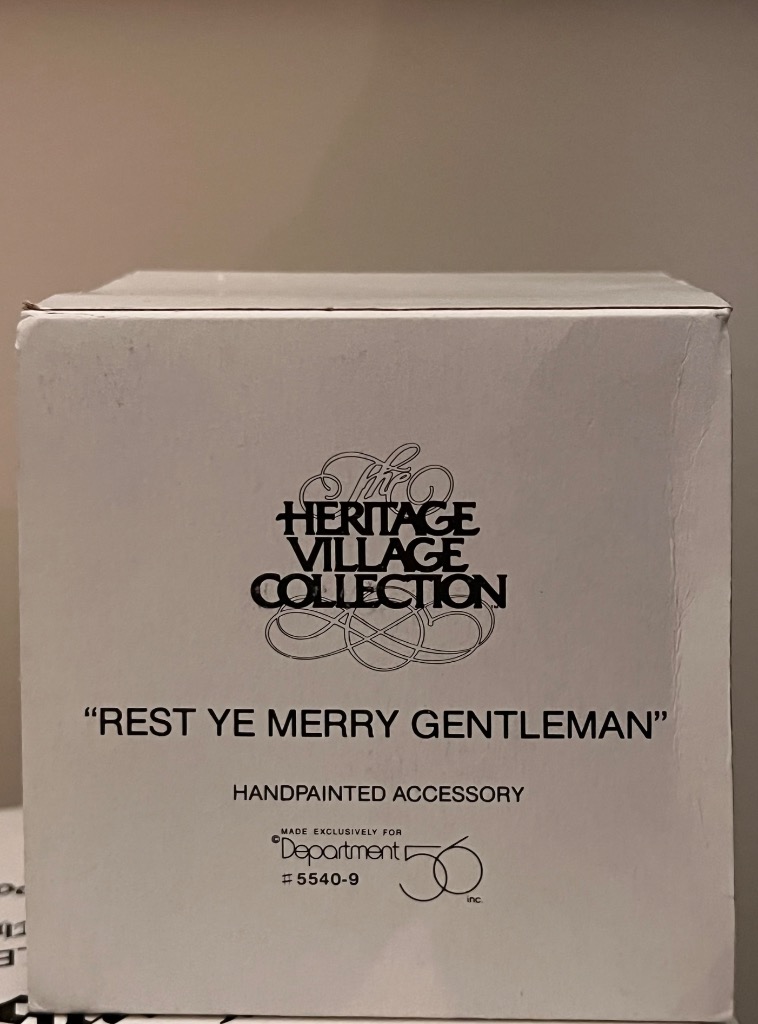 The
HERITAGE
VILLAGE
COLLECTION
“REST YE MERRY GENTLEMAN”
HANDPAINTED ACCESSORY
MADE EXCLUSIVELY FOR
©Department 56
#5540-9
inc.